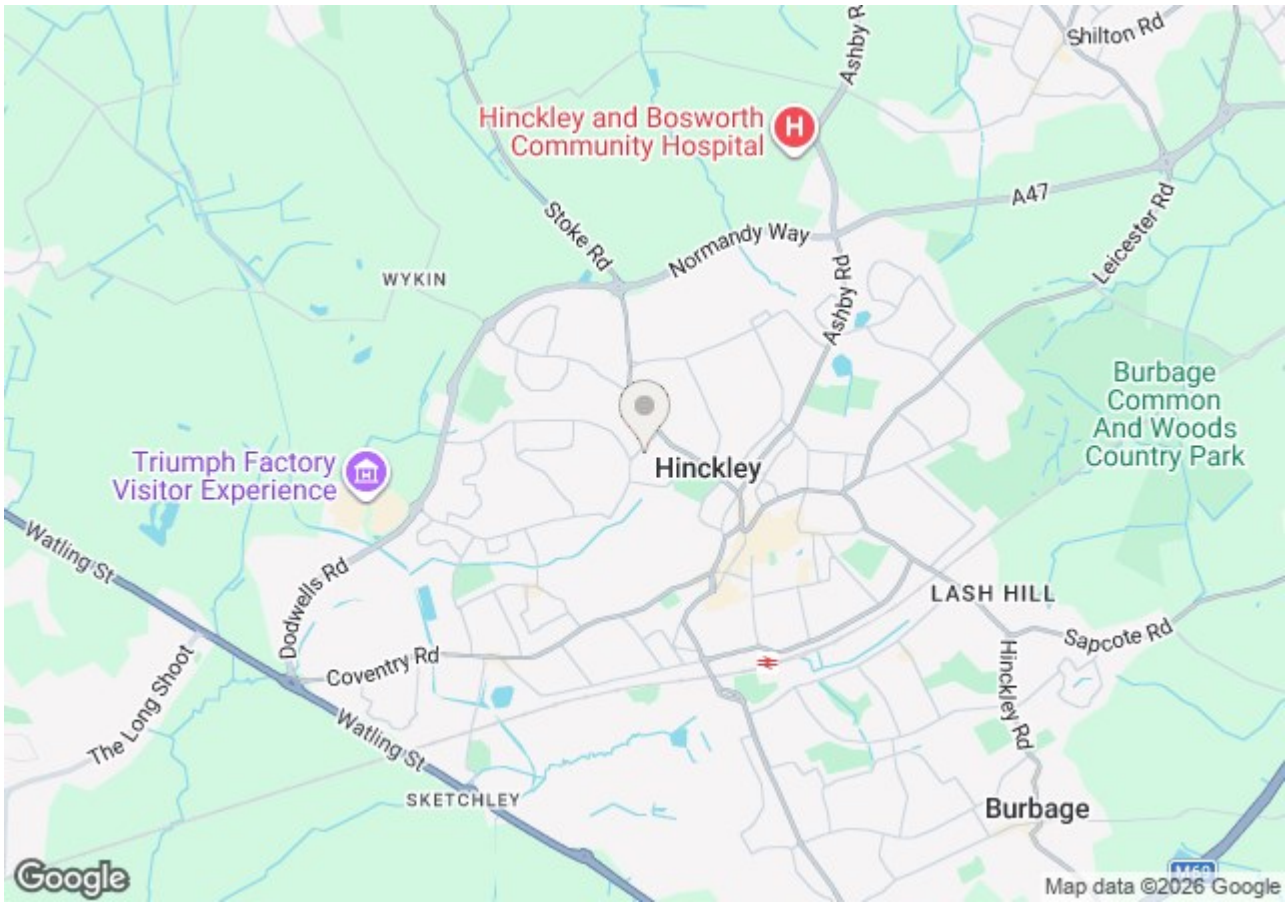 Shilton Rd
Ashby R
Hinckley and Bosworth
Community Hospital
H
A47
Leicester Rd
Stoke Rd
Normandy Way
WYKIN
Ashby Rd
Burbage
Common
And Woods
Country Park
Triumph Factory
Visitor Experience
Hinckley
Watling St
Dodwells Rd
LASH HILL
Sapcote Rd
Coventry Rd
Hinckley Rd
The Long Shoot
Watling St
SKETCHLEY
Burbage
M69
Google
Map data ©2026 Google